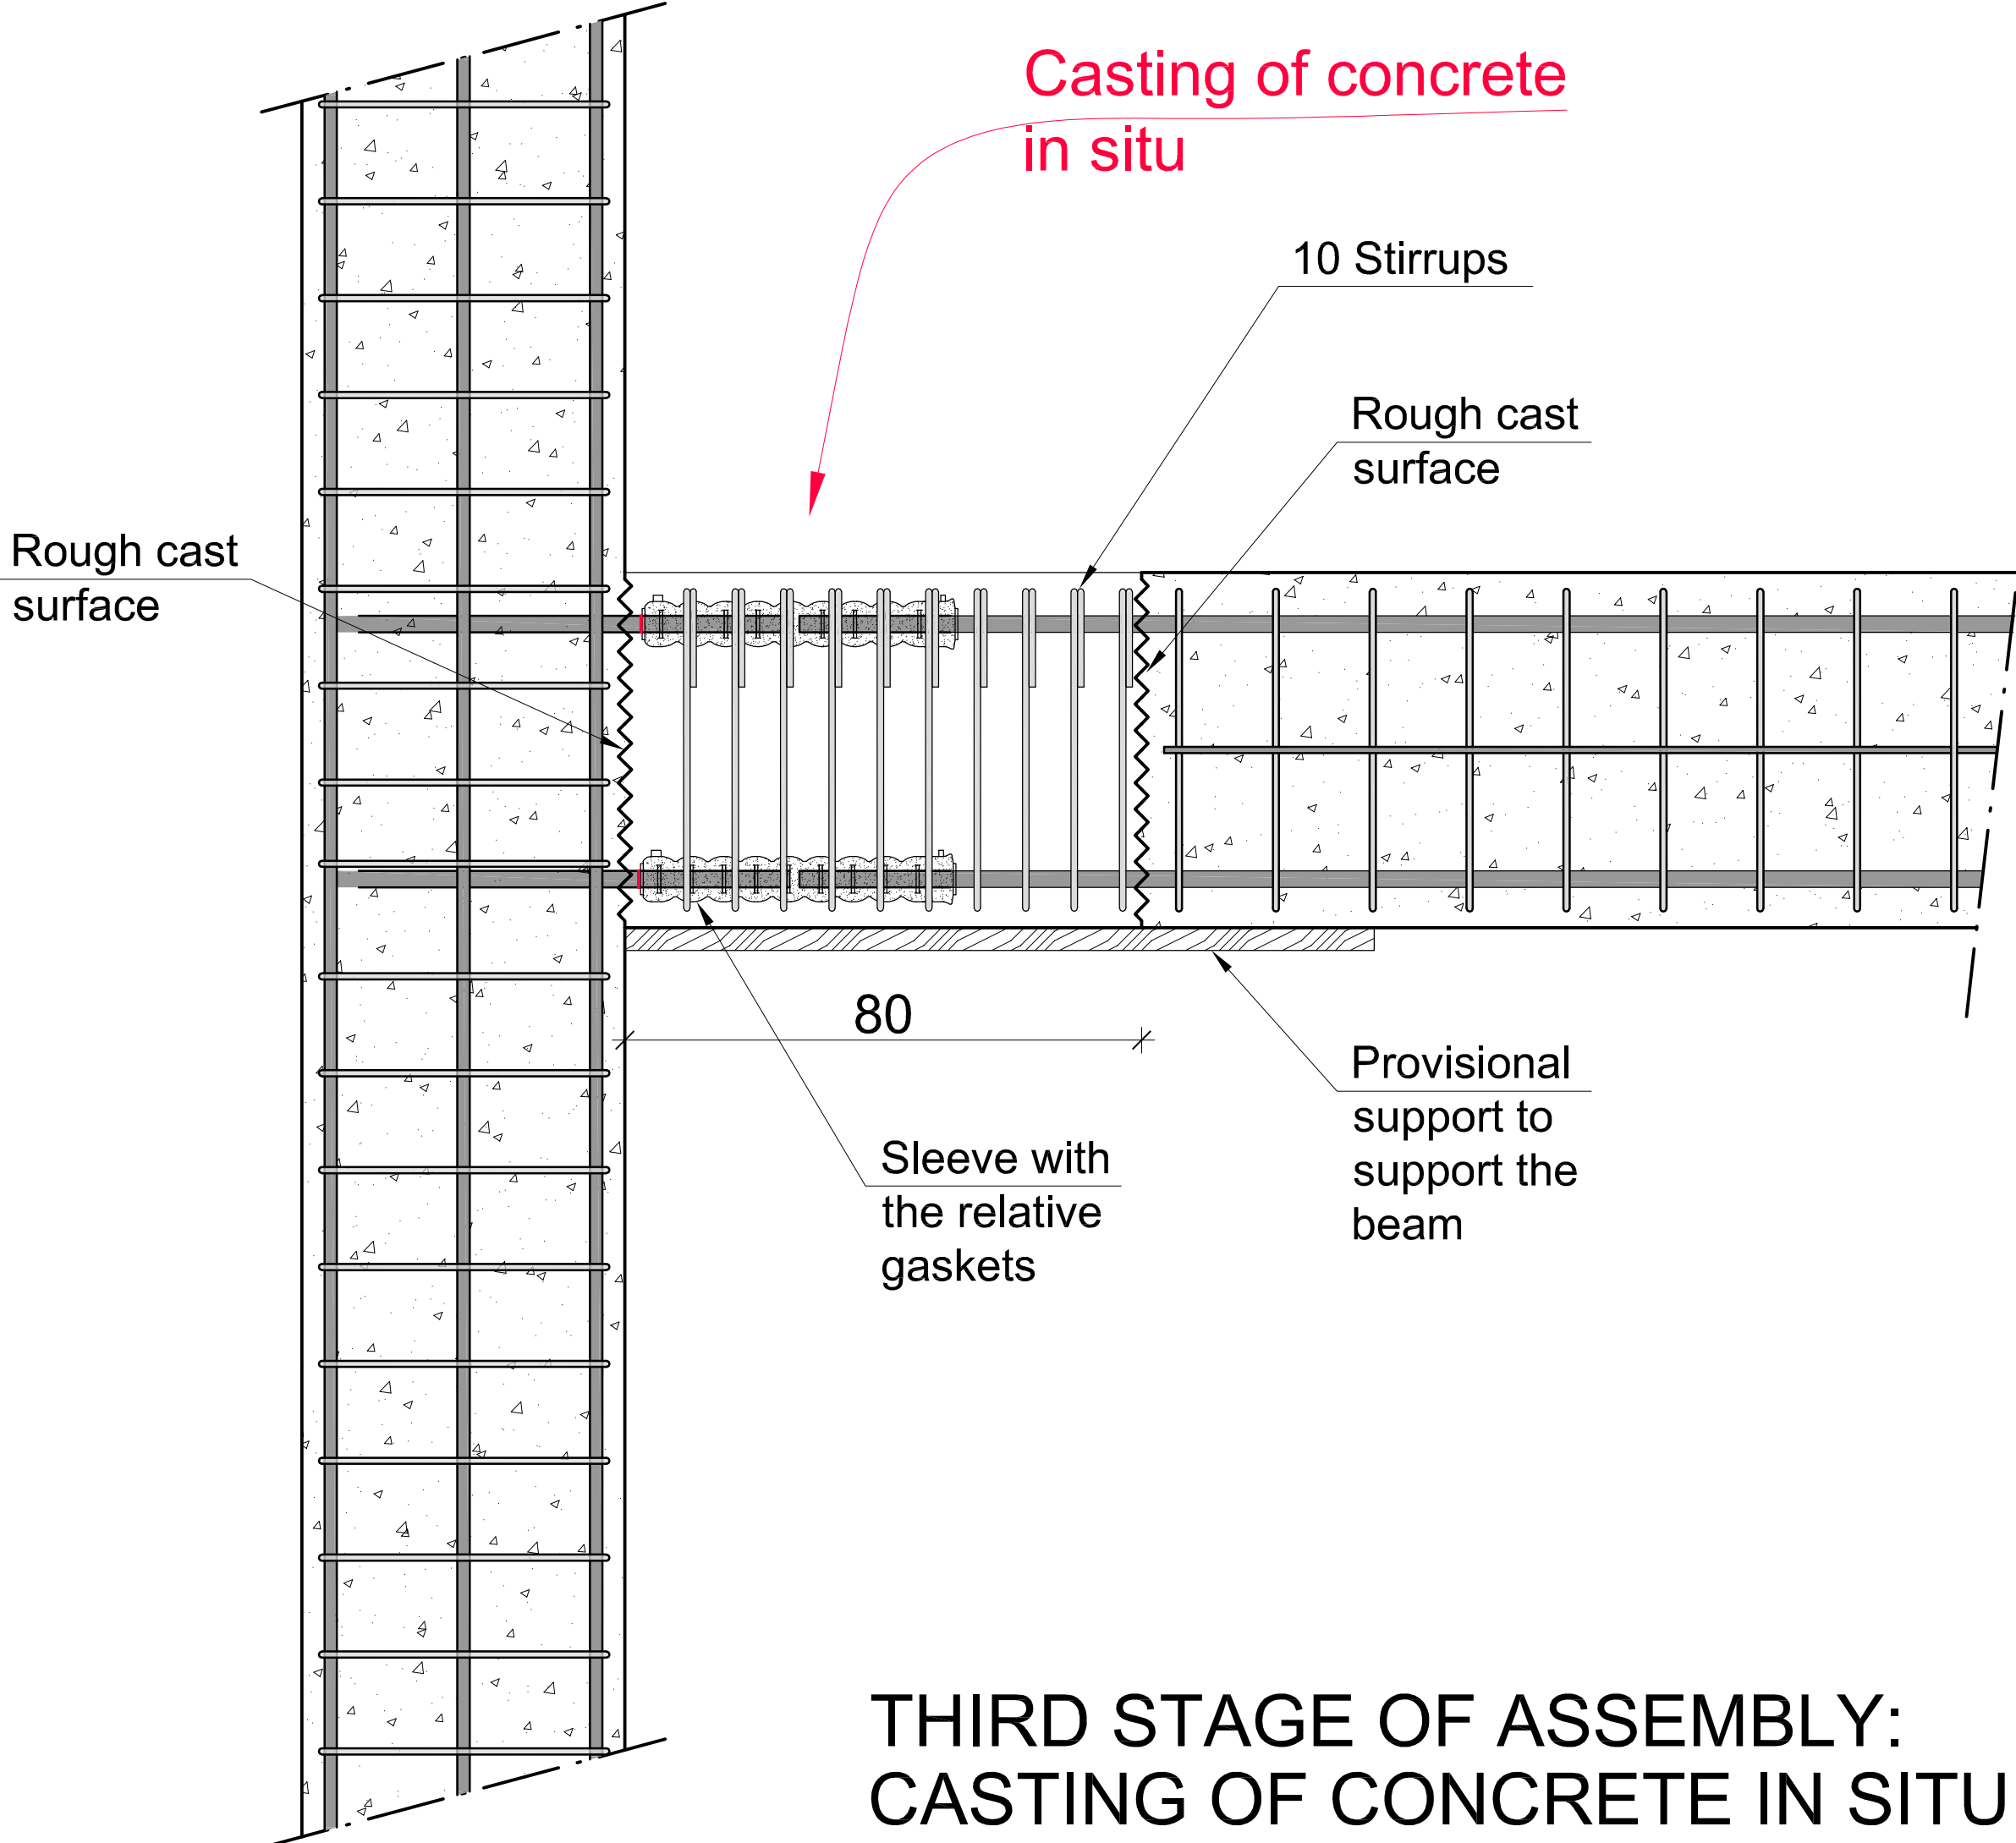 Casting of concrete
in situ
10 Stirrups
Rough cast
surface
Rough cast
surface
80
Provisional
support to
support the
beam
Sleeve with
the relative
gaskets
THIRD STAGE OF ASSEMBLY:
CASTING OF CONCRETE IN SITU